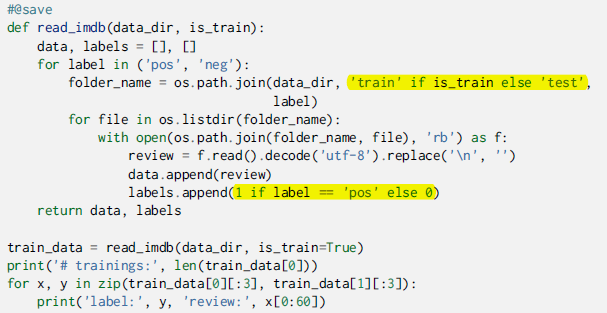 #@save
def read_imdb(data_dir, is_train):
    data, labels = [], []
    for label in ('pos', 'neg'):
        folder_name = os.path.join(data_dir, 'train' if is_train else 'test',
                                   label)
        for file in os.listdir(folder_name):
            with open(os.path.join(folder_name, file), 'rb') as f:
                review = f.read().decode('utf-8').replace('\n', '')
                data.append(review)
                labels.append(1 if label == 'pos' else 0)
    return data, labels

train_data = read_imdb(data_dir, is_train=True)
print('# trainings:', len(train_data[0]))
for x, y in zip(train_data[0][:3], train_data[1][:3]):
    print('label:', y, 'review:', x[0:60])